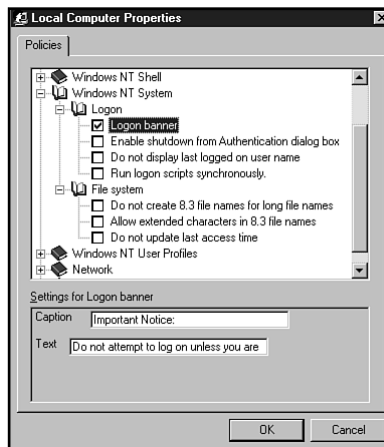 Local Computer Properties
Policies
Windows NT Shell
Windows NT System
Logon
Logon banner
Enable shutdown from Authentication dialog box
Do not display last logged on user name
Run logon scripts synchronously.
File system
Do not create 8.3 file names for long file names
Allow extended characters in 8.3 file names
Do not update last access time
Windows NT User Profiles
Network
Settings for Logon banner
Caption Important Notice:
Text Do not attempt to log on unless you are
OK Cancel